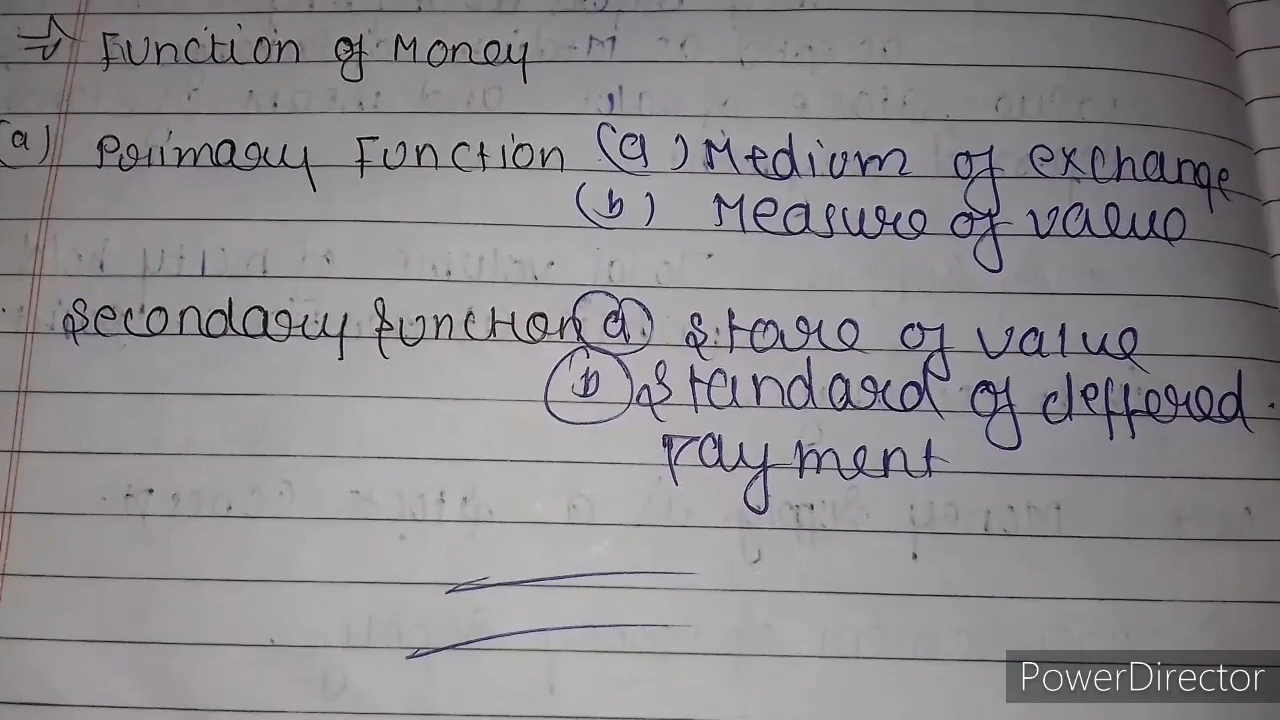 ⇒ Function of Money
(a) Primary Function (a) Medium of exchange
(b) Measure of value
Secondary function (a) Store of value
(b) Standard of deffered
Payment
PowerDirector